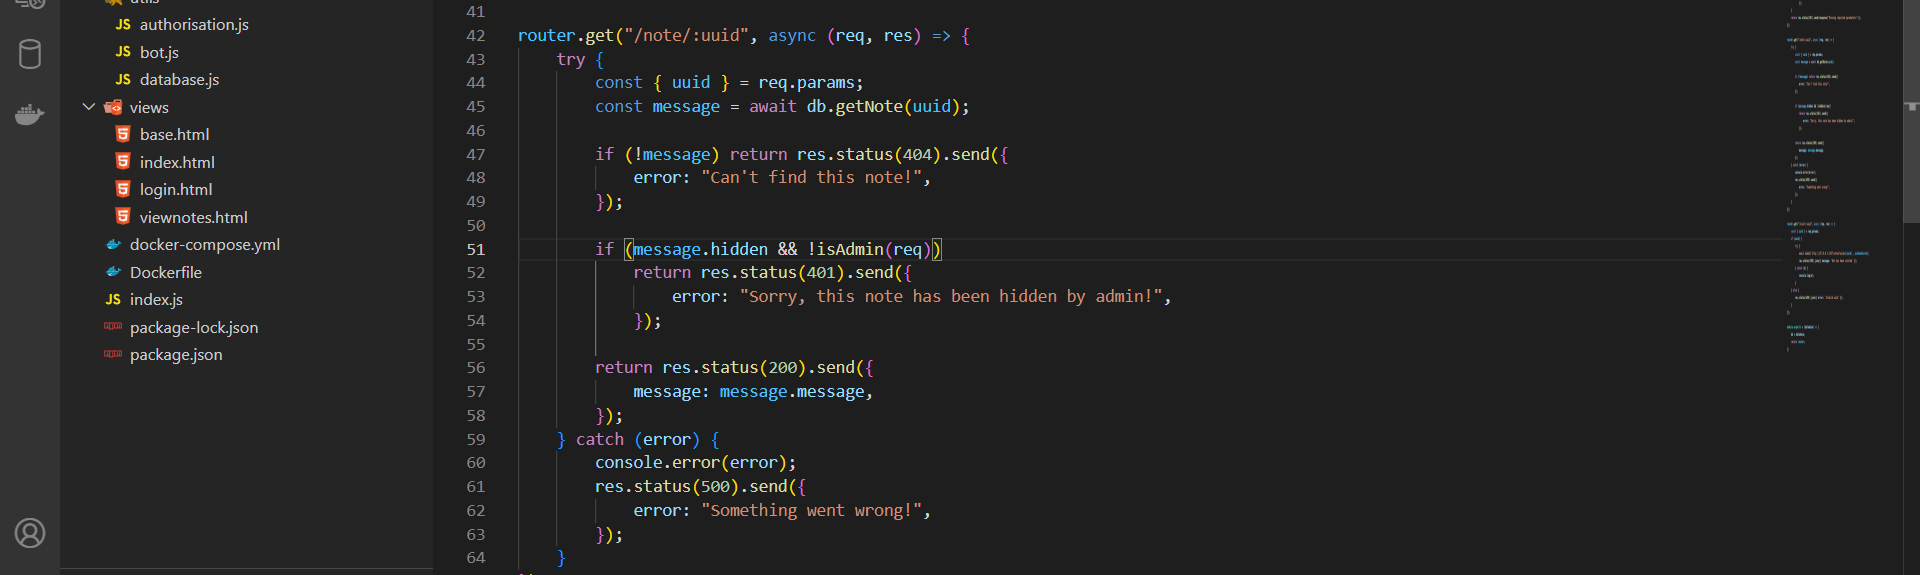 utils
authorisation.js
bot.js
database.js
views
base.html
index.html
login.html
viewnotes.html
docker-compose.yml
Dockerfile
index.js
package-lock.json
package.json
41
42 router.get("/note/:uuid", async (req, res) => {
43 try {
44 const { uuid } = req.params;
45 const message = await db.getNote(uuid);
46
47 if (!message) return res.status(404).send({
48 error: "Can't find this note!",
49 });
50
51 if (message.hidden && !isAdmin(req))
52 return res.status(401).send({
53 error: "Sorry, this note has been hidden by admin!",
54 });
55
56 return res.status(200).send({
57 message: message.message,
58 });
59 } catch (error) {
60 console.error(error);
61 res.status(500).send({
62 error: "Something went wrong!",
63 });
64 }